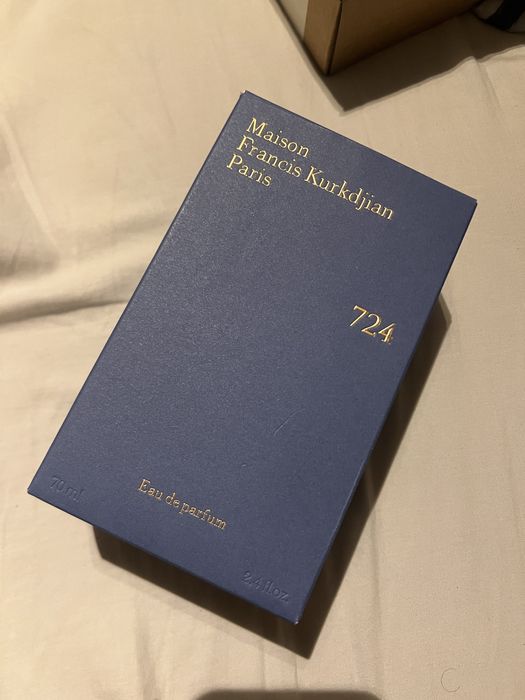 Maison
Francis Kurkdjian
Paris
724
Eau de parfum
70 ml
2.4 fl.oz.